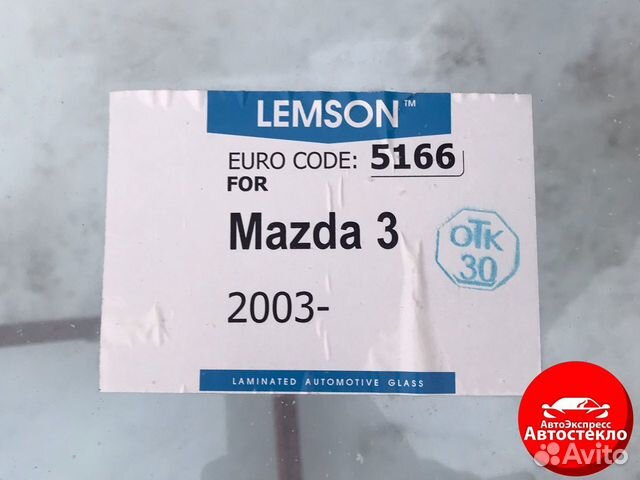 LEMSON™
EURO CODE: 5166
FOR
Mazda 3
2003-
ОТК
30
LAMINATED AUTOMOTIVE GLASS
АвтоЭкспресс
Автостекло
Avito